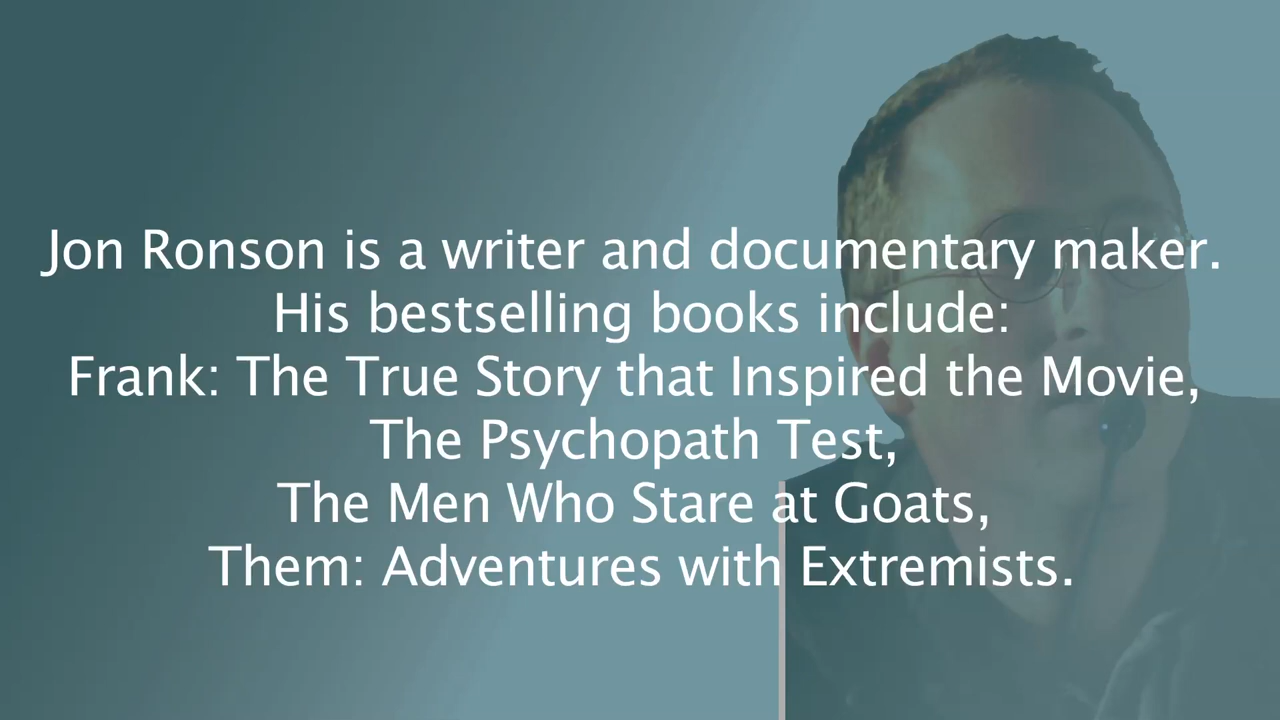 Jon Ronson is a writer and documentary maker.
His bestselling books include:
Frank: The True Story that Inspired the Movie,
The Psychopath Test,
The Men Who Stare at Goats,
Them: Adventures with Extremists.